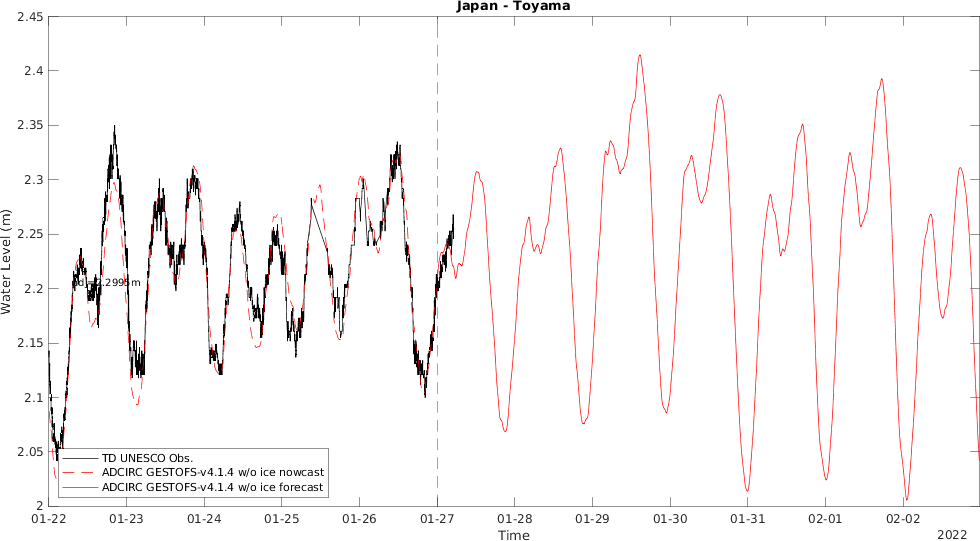 Japan - Toyama
Water Level (m)
2.45
2.4
2.35
2.3
2.25
2.2
2.15
2.1
2.05
2
TD UNESCO Obs.
ADCIRC GESTOFS-v4.1.4 w/o ice nowcast
ADCIRC GESTOFS-v4.1.4 w/o ice forecast
01-22 01-23 01-24 01-25 01-26 01-27 01-28 01-29 01-30 01-31 02-01 02-02
Time
2022